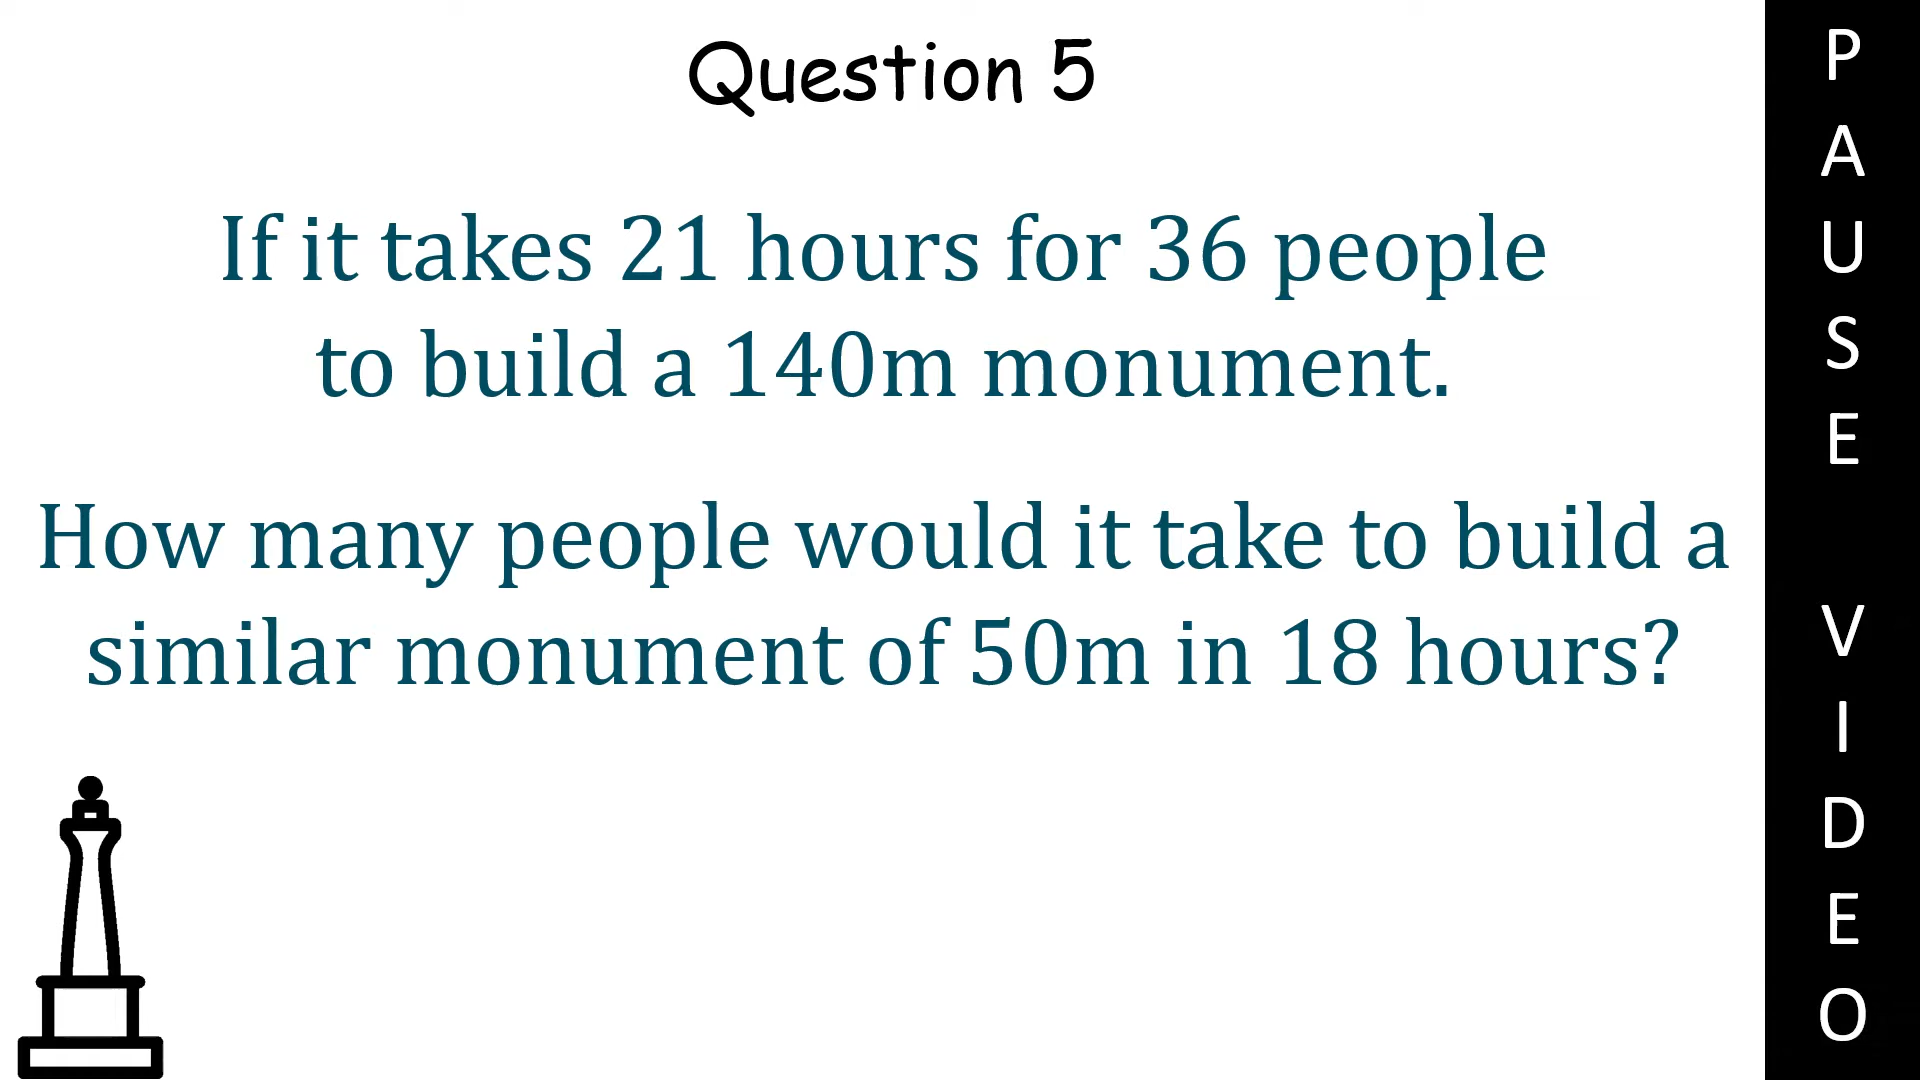 Question 5
If it takes 21 hours for 36 people
to build a 140m monument.
How many people would it take to build a
similar monument of 50m in 18 hours?
P
A
U
S
E
V
I
D
E
O